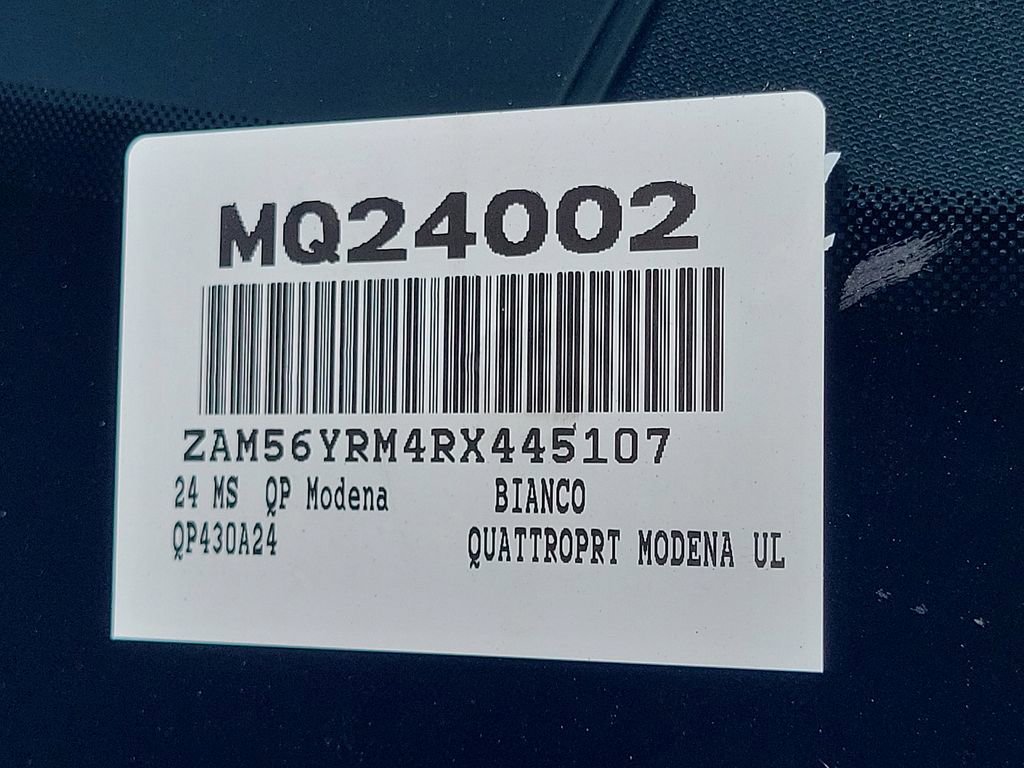 MQ24002
ZAM56YRM4RX445107
24 MS QP Modena BIANCO
QP430A24 QUATTROPRT MODENA UL